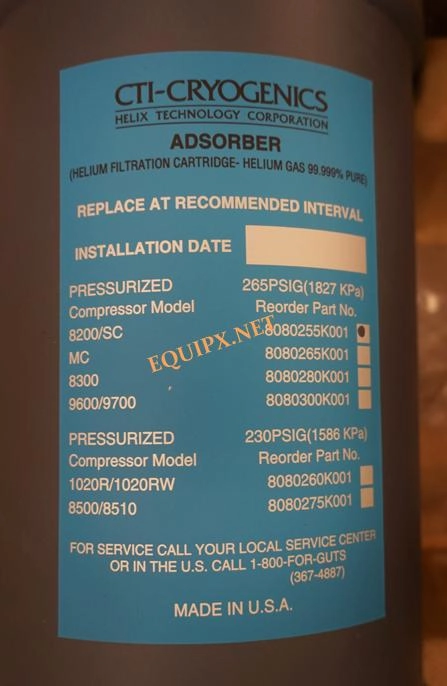 CTI-CRYOGENICS
HELIX TECHNOLOGY CORPORATION
ADSORBER
(HELIUM FILTRATION CARTRIDGE- HELIUM GAS 99.999% PURE)
REPLACE AT RECOMMENDED INTERVAL
INSTALLATION DATE
PRESSURIZED 265PSIG(1827 KPa)
Compressor Model Reorder Part No.
8200/SC 8080255K001
MC 8080265K001
EQUIPX.NET
8300 8080280K001
9600/9700 8080300K001
PRESSURIZED 230PSIG(1586 KPa)
Compressor Model Reorder Part No.
1020R/1020RW 8080260K001
8500/8510 8080275K001
FOR SERVICE CALL YOUR LOCAL SERVICE CENTER
OR IN THE U.S. CALL 1-800-FOR-GUTS
(367-4887)
MADE IN U.S.A.